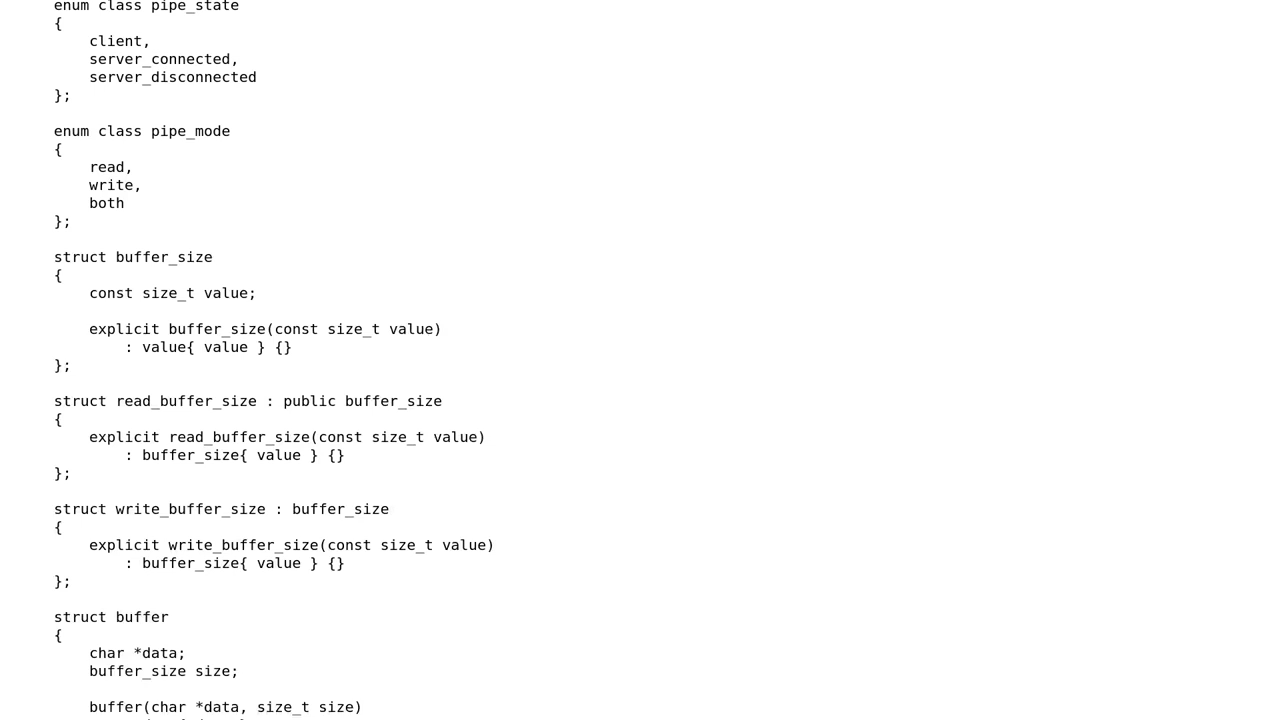 enum class pipe_state
{
    client,
    server_connected,
    server_disconnected
};

enum class pipe_mode
{
    read,
    write,
    both
};

struct buffer_size
{
    const size_t value;

    explicit buffer_size(const size_t value)
        : value{ value } {}
};

struct read_buffer_size : public buffer_size
{
    explicit read_buffer_size(const size_t value)
        : buffer_size{ value } {}
};

struct write_buffer_size : buffer_size
{
    explicit write_buffer_size(const size_t value)
        : buffer_size{ value } {}
};

struct buffer
{
    char *data;
    buffer_size size;

    buffer(char *data, size_t size)